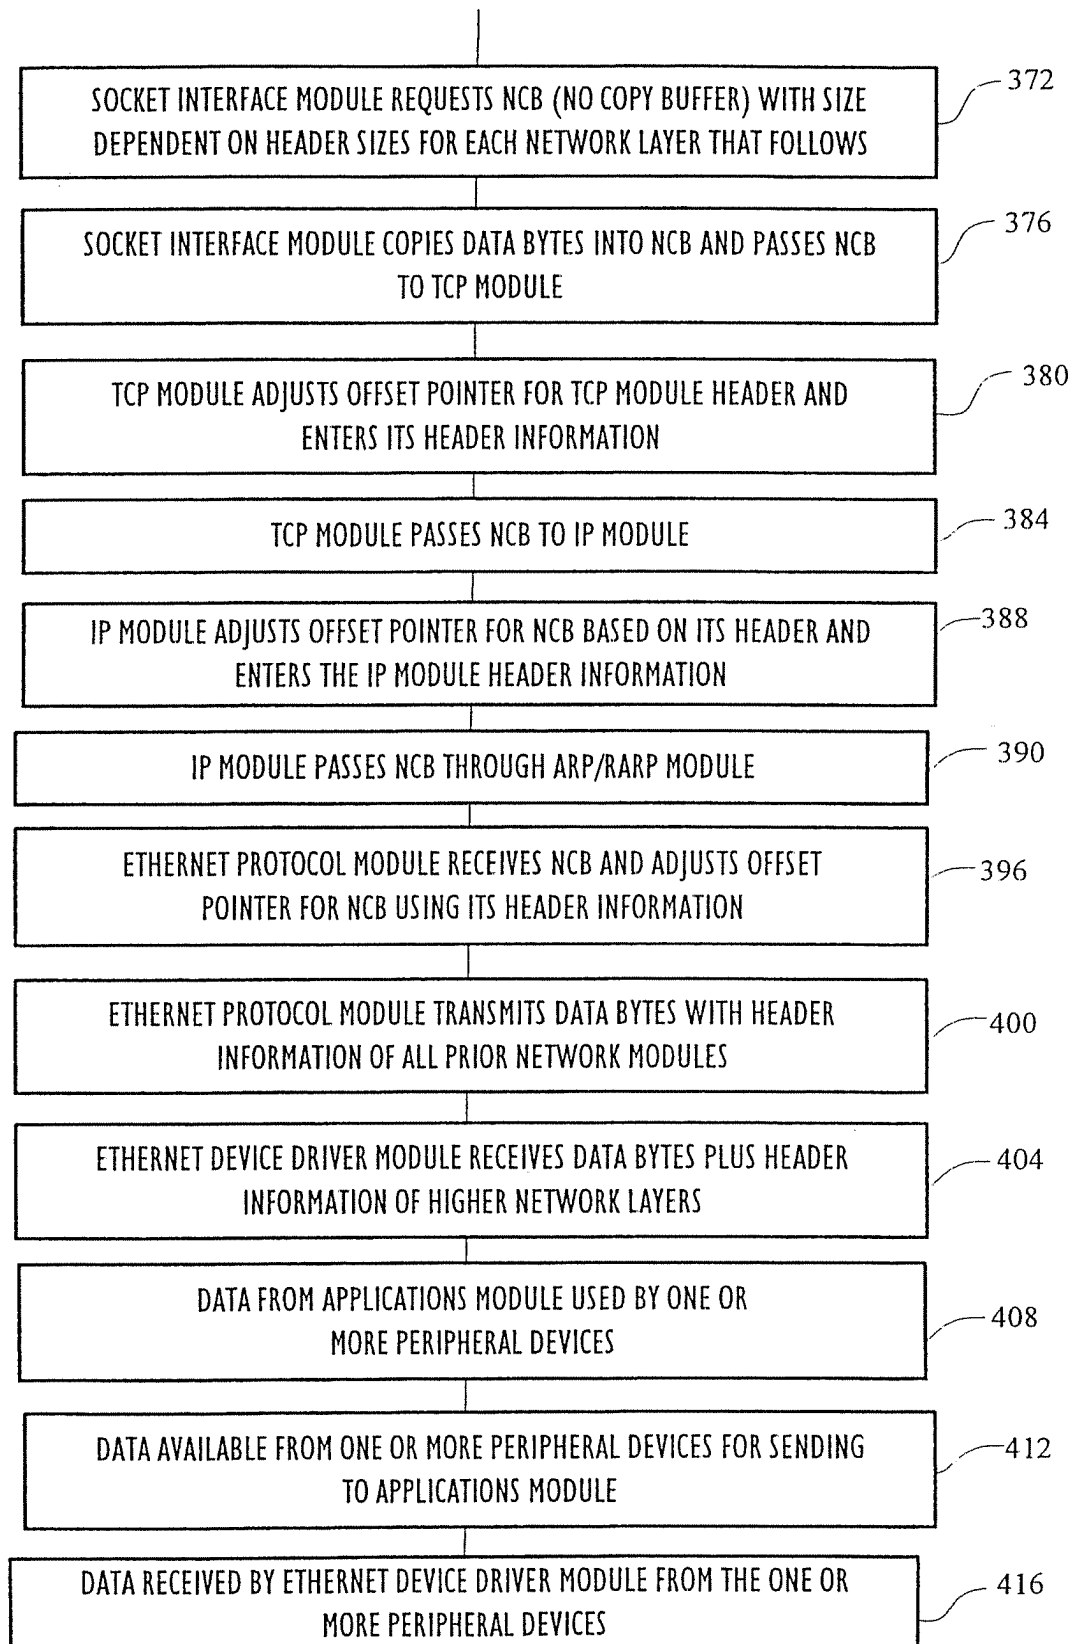 SOCKET INTERFACE MODULE REQUESTS NCB (NO COPY BUFFER) WITH SIZE
DEPENDENT ON HEADER SIZES FOR EACH NETWORK LAYER THAT FOLLOWS
372
SOCKET INTERFACE MODULE COPIES DATA BYTES INTO NCB AND PASSES NCB
TO TCP MODULE
376
TCP MODULE ADJUSTS OFFSET POINTER FOR TCP MODULE HEADER AND
ENTERS ITS HEADER INFORMATION
380
TCP MODULE PASSES NCB TO IP MODULE
384
IP MODULE ADJUSTS OFFSET POINTER FOR NCB BASED ON ITS HEADER AND
ENTERS THE IP MODULE HEADER INFORMATION
388
IP MODULE PASSES NCB THROUGH ARP/RARP MODULE
390
ETHERNET PROTOCOL MODULE RECEIVES NCB AND ADJUSTS OFFSET
POINTER FOR NCB USING ITS HEADER INFORMATION
396
ETHERNET PROTOCOL MODULE TRANSMITS DATA BYTES WITH HEADER
INFORMATION OF ALL PRIOR NETWORK MODULES
400
ETHERNET DEVICE DRIVER MODULE RECEIVES DATA BYTES PLUS HEADER
INFORMATION OF HIGHER NETWORK LAYERS
404
DATA FROM APPLICATIONS MODULE USED BY ONE OR
MORE PERIPHERAL DEVICES
408
DATA AVAILABLE FROM ONE OR MORE PERIPHERAL DEVICES FOR SENDING
TO APPLICATIONS MODULE
412
DATA RECEIVED BY ETHERNET DEVICE DRIVER MODULE FROM THE ONE OR
MORE PERIPHERAL DEVICES
416